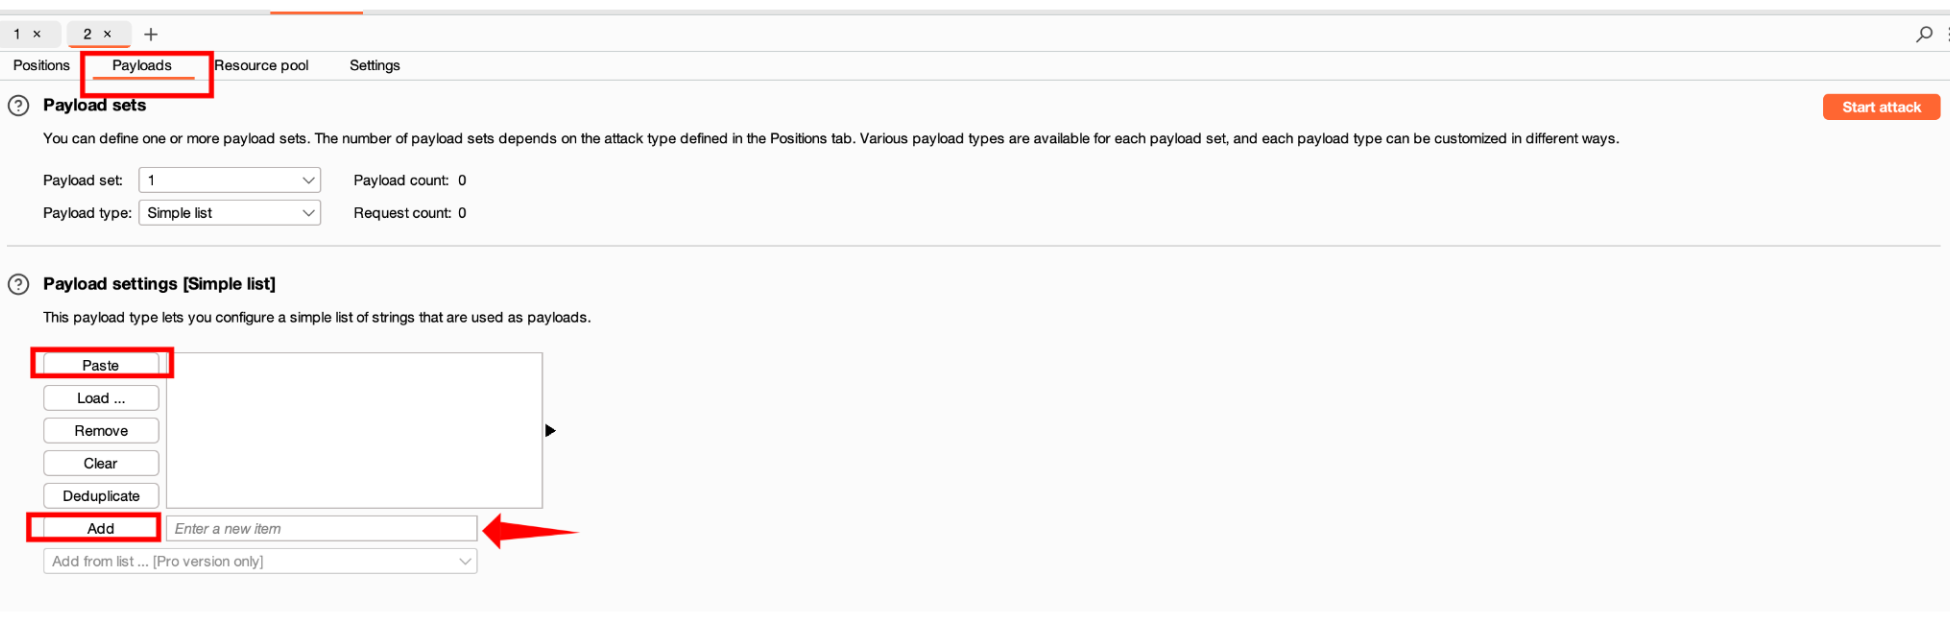 1 × 2 × +
Positions Payloads Resource pool Settings
? Payload sets Start attack
You can define one or more payload sets. The number of payload sets depends on the attack type defined in the Positions tab. Various payload types are available for each payload set, and each payload type can be customized in different ways.
Payload set: 1 Payload count: 0
Payload type: Simple list Request count: 0
? Payload settings [Simple list]
This payload type lets you configure a simple list of strings that are used as payloads.
Paste
Load ...
Remove
Clear
Deduplicate
Add Enter a new item
Add from list ... [Pro version only]